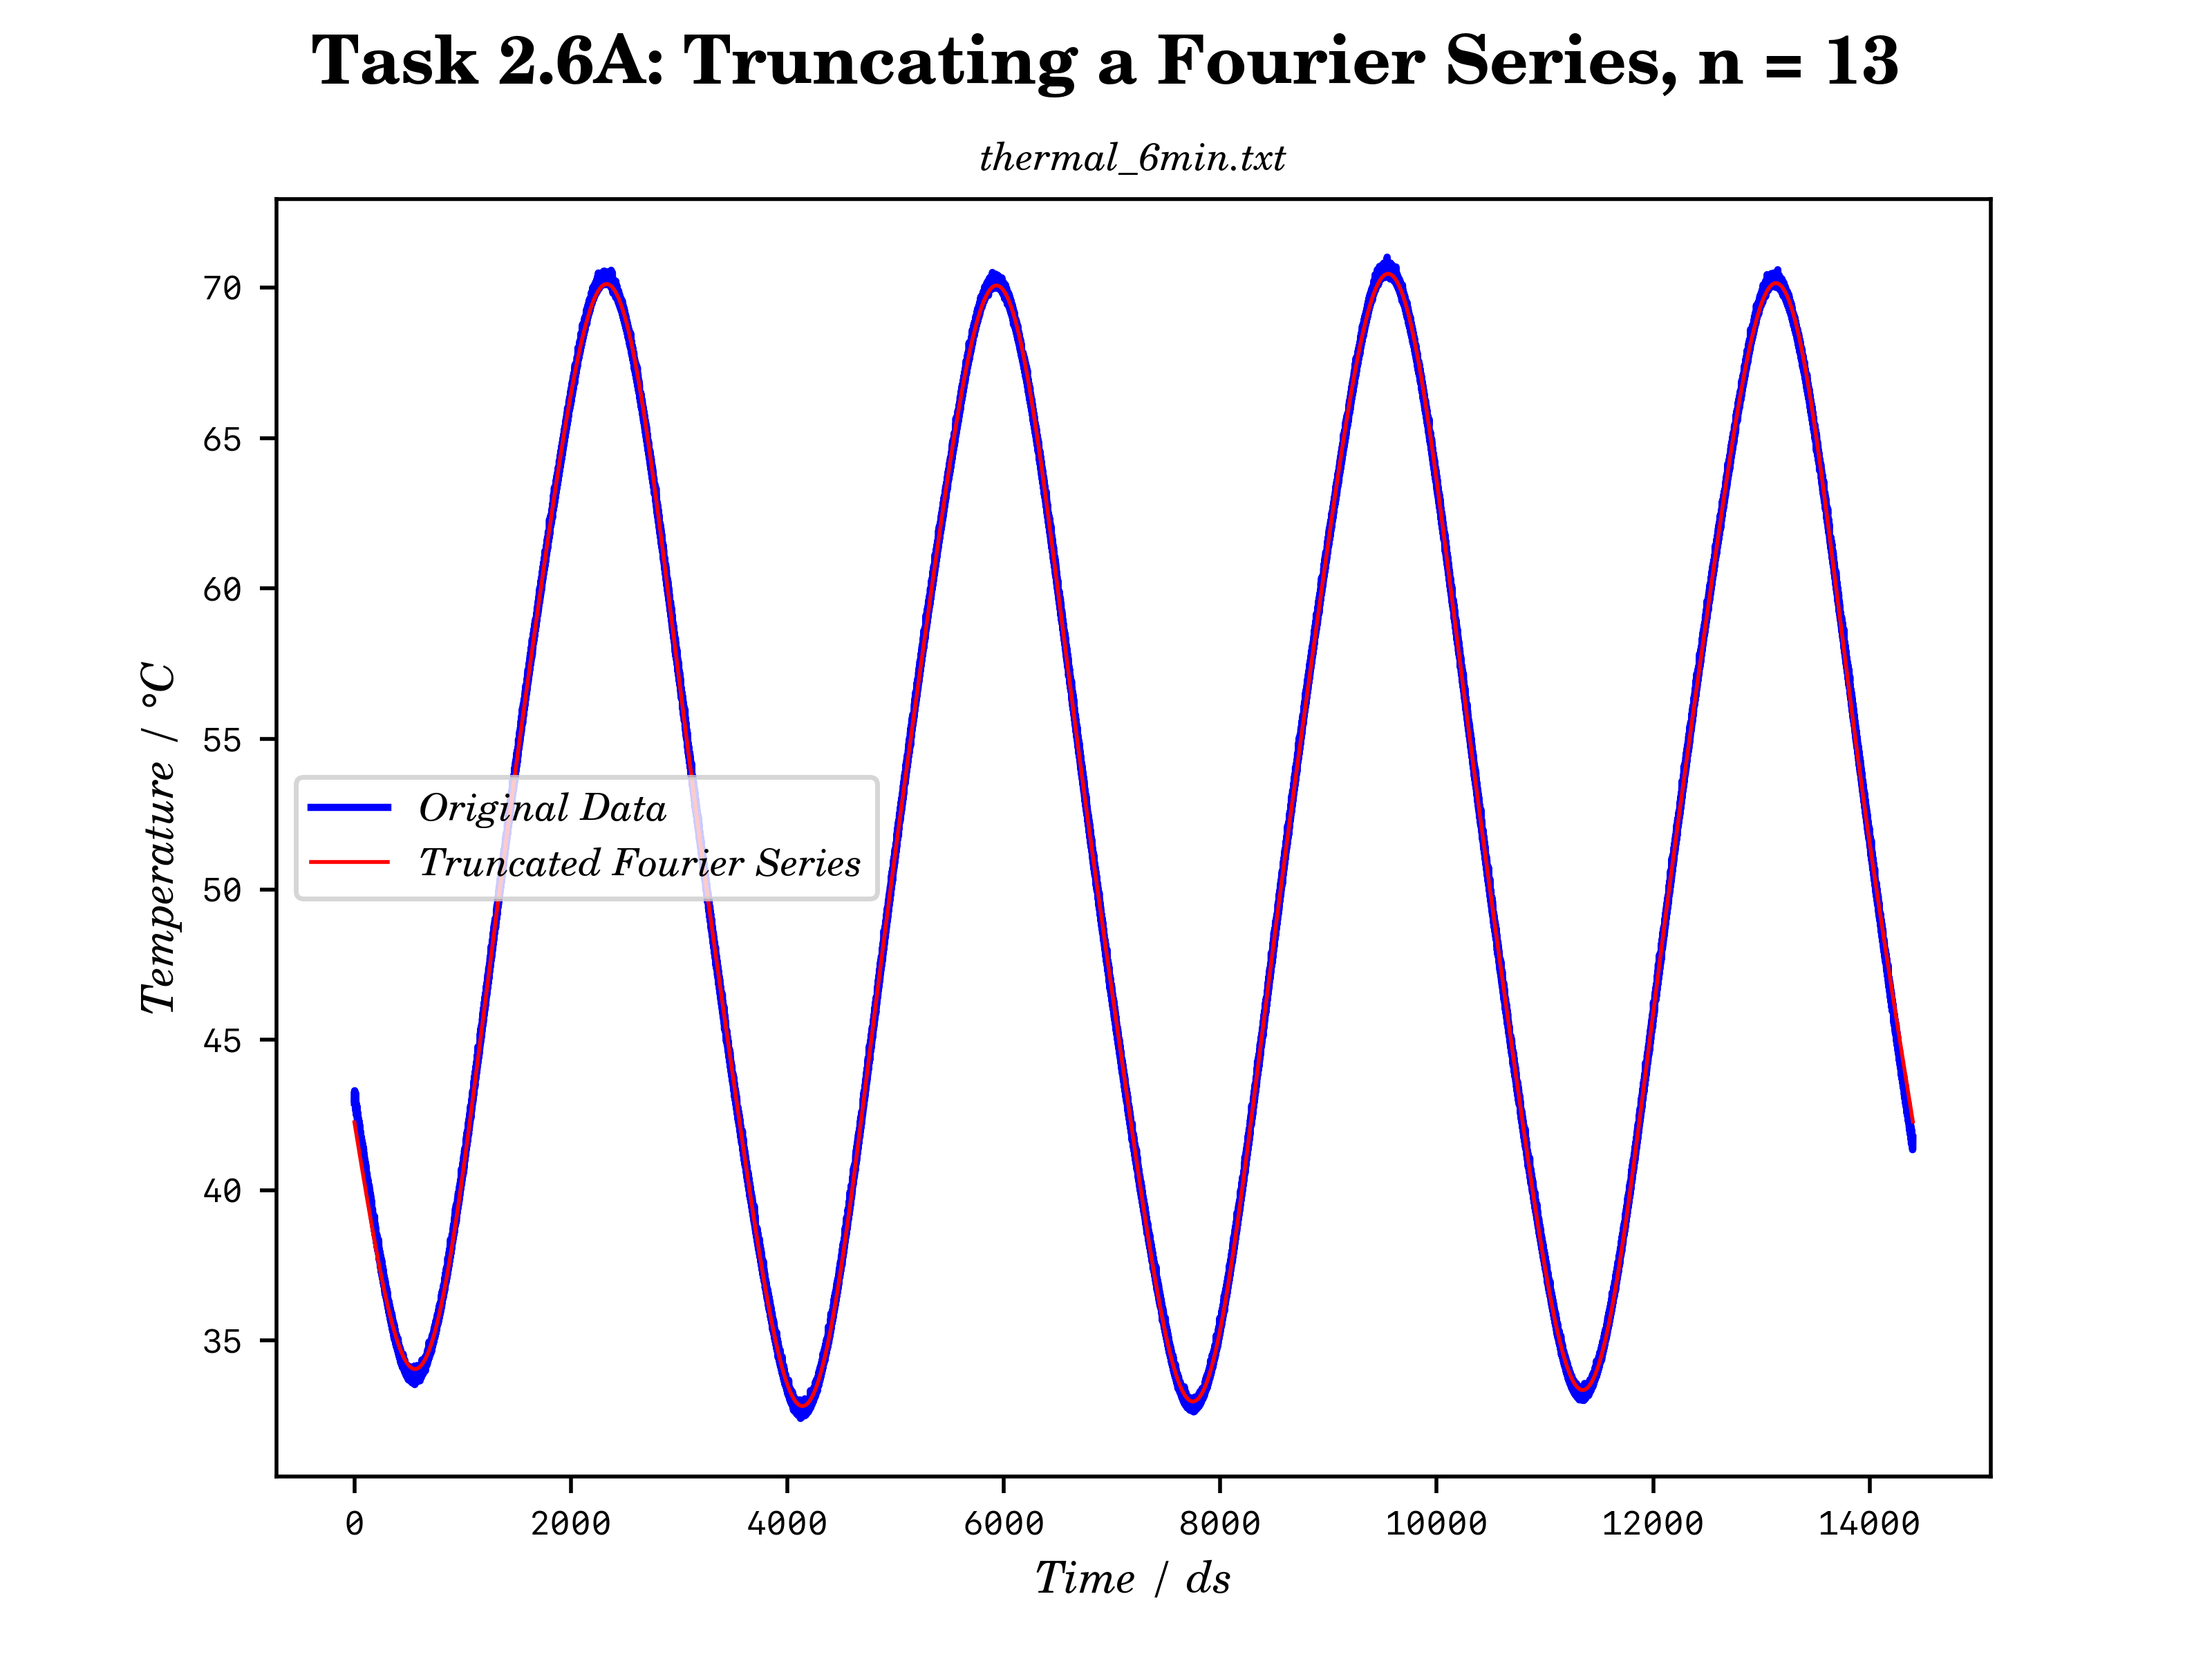 Task 2.6A: Truncating a Fourier Series, n = 13
thermal_6min.txt
Temperature / °C
70
65
60
55
50
45
40
35
Original Data
Truncated Fourier Series
0 2000 4000 6000 8000 10000 12000 14000
Time / ds